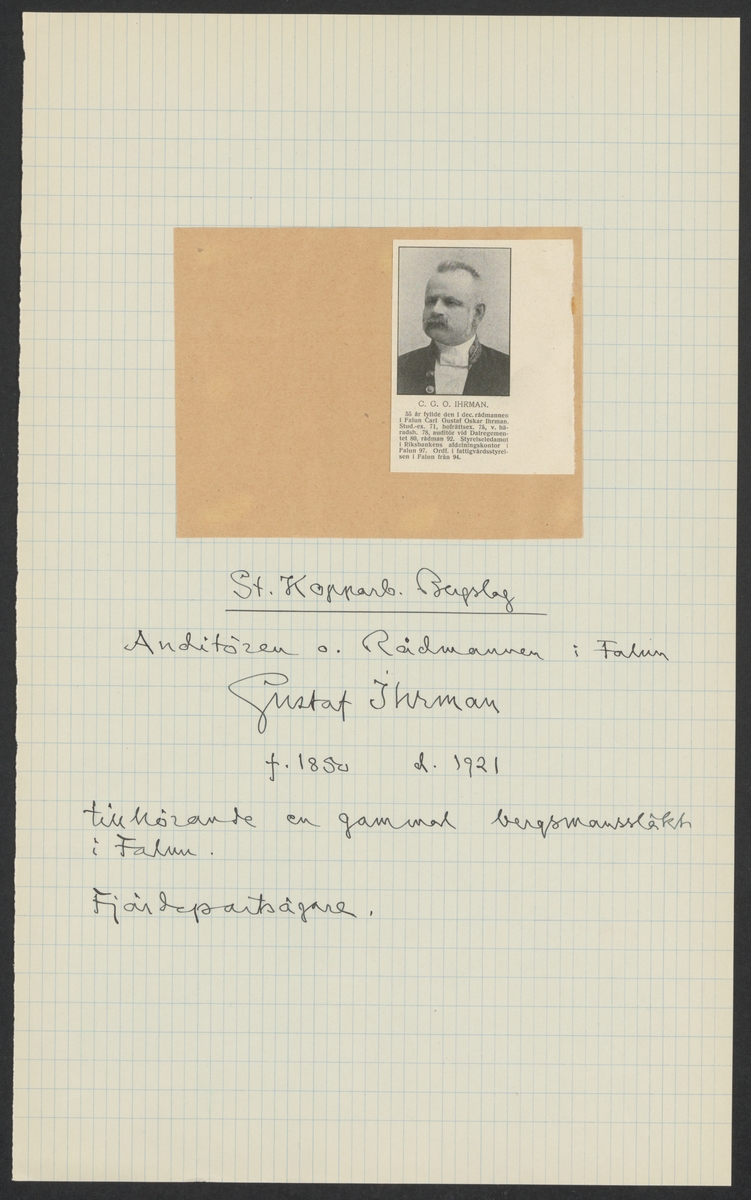 C. G. O. IHRMAN.
55 år fyllde den 1 dec. rådmannen
i Falun Carl Gustaf Oskar Ihrman.
Stud.-ex. 71, hofrättsex. 75, v. hä-
radsh. 78, auditör vid Dalregemen-
tet 80, rådman 92. Styrelseledamot
i Riksbankens afdelningskontor i
Falun 97. Ordf. i fattigvårdsstyrel-
sen i Falun från 94.
St. Kopparb. Bergslag
Auditören o. Rådmannen i Falun
Gustaf Ihrman
f. 1850 d. 1921
tillhörande en gammal bergsmanssläkt
i Falun.
Fjärdepartsägare.